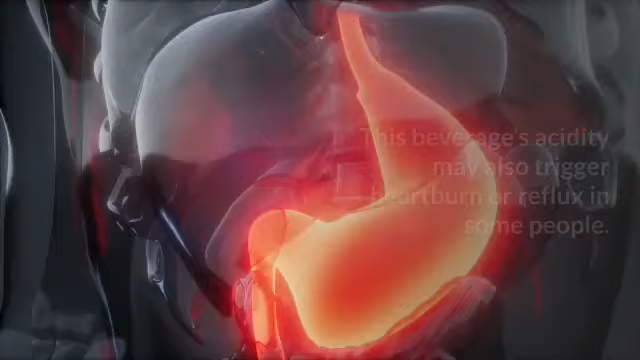 This beverage's acidity
may also trigger
heartburn or reflux in
some people.